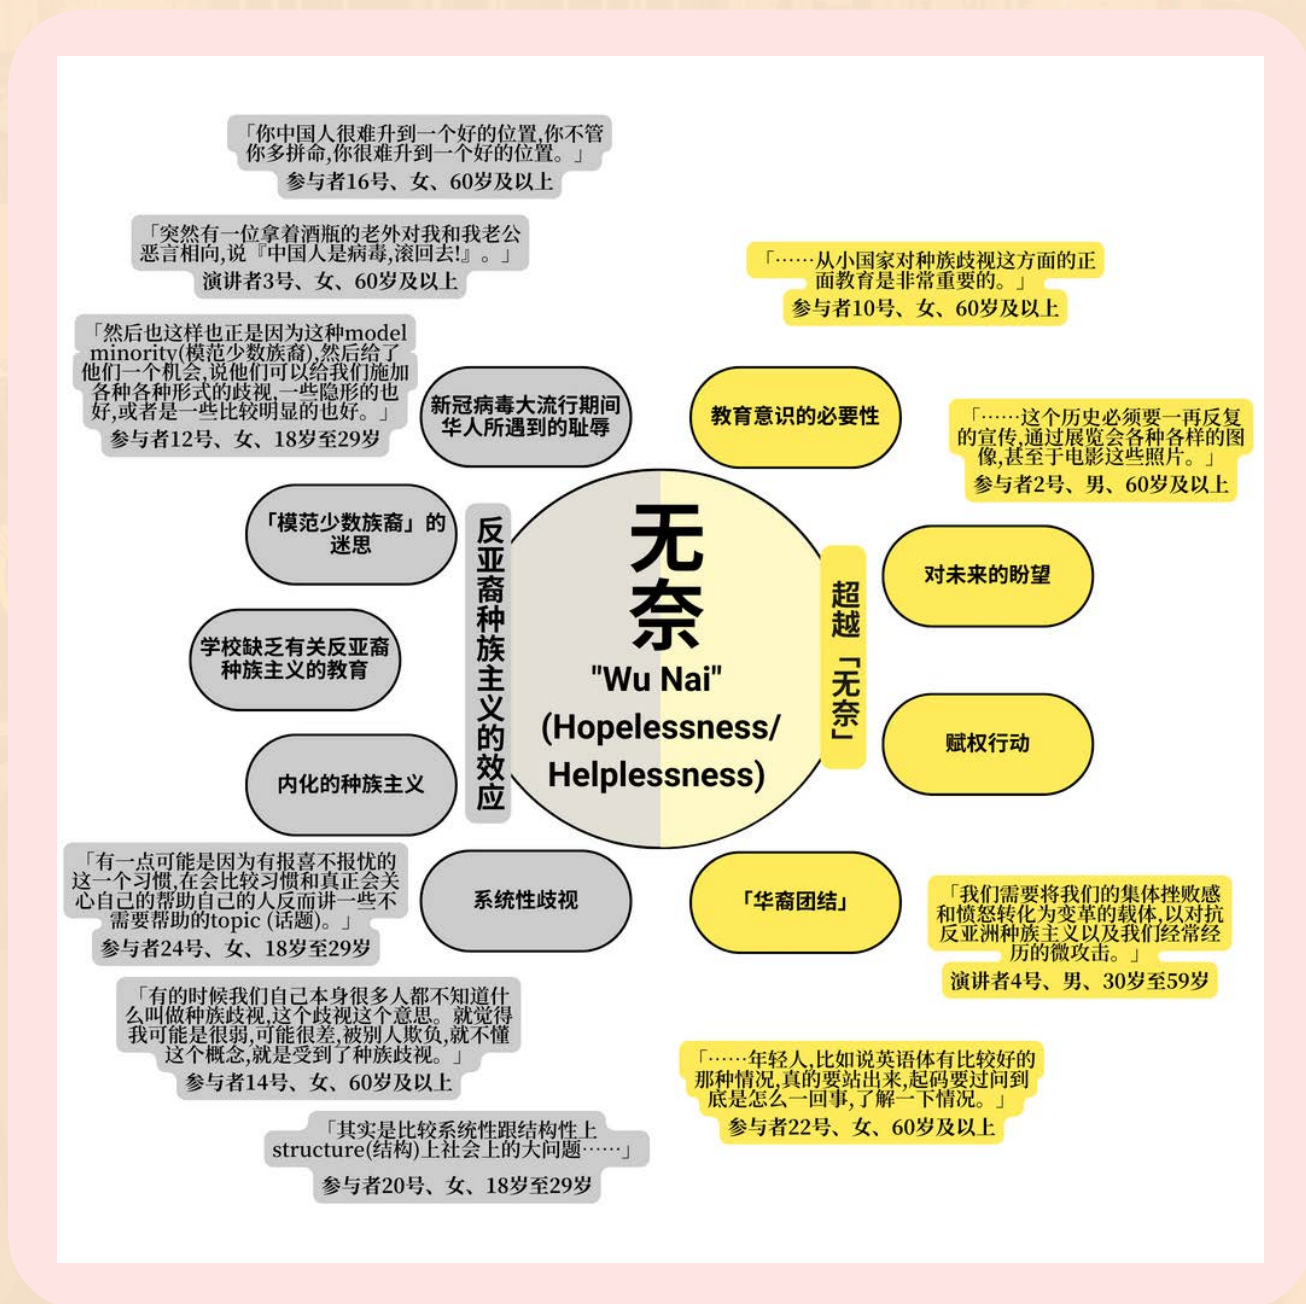 「你中国人很难升到一个好的位置,你不管
你多拼命,你很难升到一个好的位置。」
参与者16号、女、60岁及以上
「突然有一位拿着酒瓶的老外对我和我老公
恶言相向,说『中国人是病毒,滚回去!』。」
演讲者3号、女、60岁及以上
「然后也这样也正是因为这种model
minority(模范少数族裔),然后给了
他们一个机会,说他们可以给我们施加
各种各种形式的歧视,一些隐形的也
好,或者是一些比较明显的也好。」
参与者12号、女、18岁至29岁
新冠病毒大流行期间
华人所遇到的耻辱
「模范少数族裔」的
迷思
学校缺乏有关反亚裔
种族主义的教育
内化的种族主义
系统性歧视
反亚裔种族主义的效应
「有一点可能是因为有报喜不报忧的
这一个习惯,在会比较习惯和真正会关
心自己的帮助自己的人反而讲一些不
需要帮助的topic (话题)。」
参与者24号、女、18岁至29岁
「有的时候我们自己本身很多人都不知道什
么叫做种族歧视,这个歧视这个意思。就觉得
我可能是很弱,可能很差,被别人欺负,就不懂
这个概念,就是受到了种族歧视。」
参与者14号、女、60岁及以上
「其实是比较系统性跟结构性上
structure(结构)上社会上的大问题⋯⋯」
参与者20号、女、18岁至29岁
无
奈
"Wu Nai"
(Hopelessness/
Helplessness)
超越「无奈」
「⋯⋯从小国家对种族歧视这方面的正
面教育是非常重要的。」
参与者10号、女、60岁及以上
教育意识的必要性
「⋯⋯这个历史必须要一再反复
的宣传,通过展览会各种各样的图
像,甚至于电影这些照片。」
参与者2号、男、60岁及以上
对未来的盼望
赋权行动
「华裔团结」
「我们需要将我们的集体挫败感
和愤怒转化为变革的载体,以对抗
反亚洲种族主义以及我们经常经
历的微攻击。」
演讲者4号、男、30岁至59岁
「⋯⋯年轻人,比如说英语体有比较好的
那种情况,真的要站出来,起码要过问到
底是怎么一回事,了解一下情况。」
参与者22号、女、60岁及以上